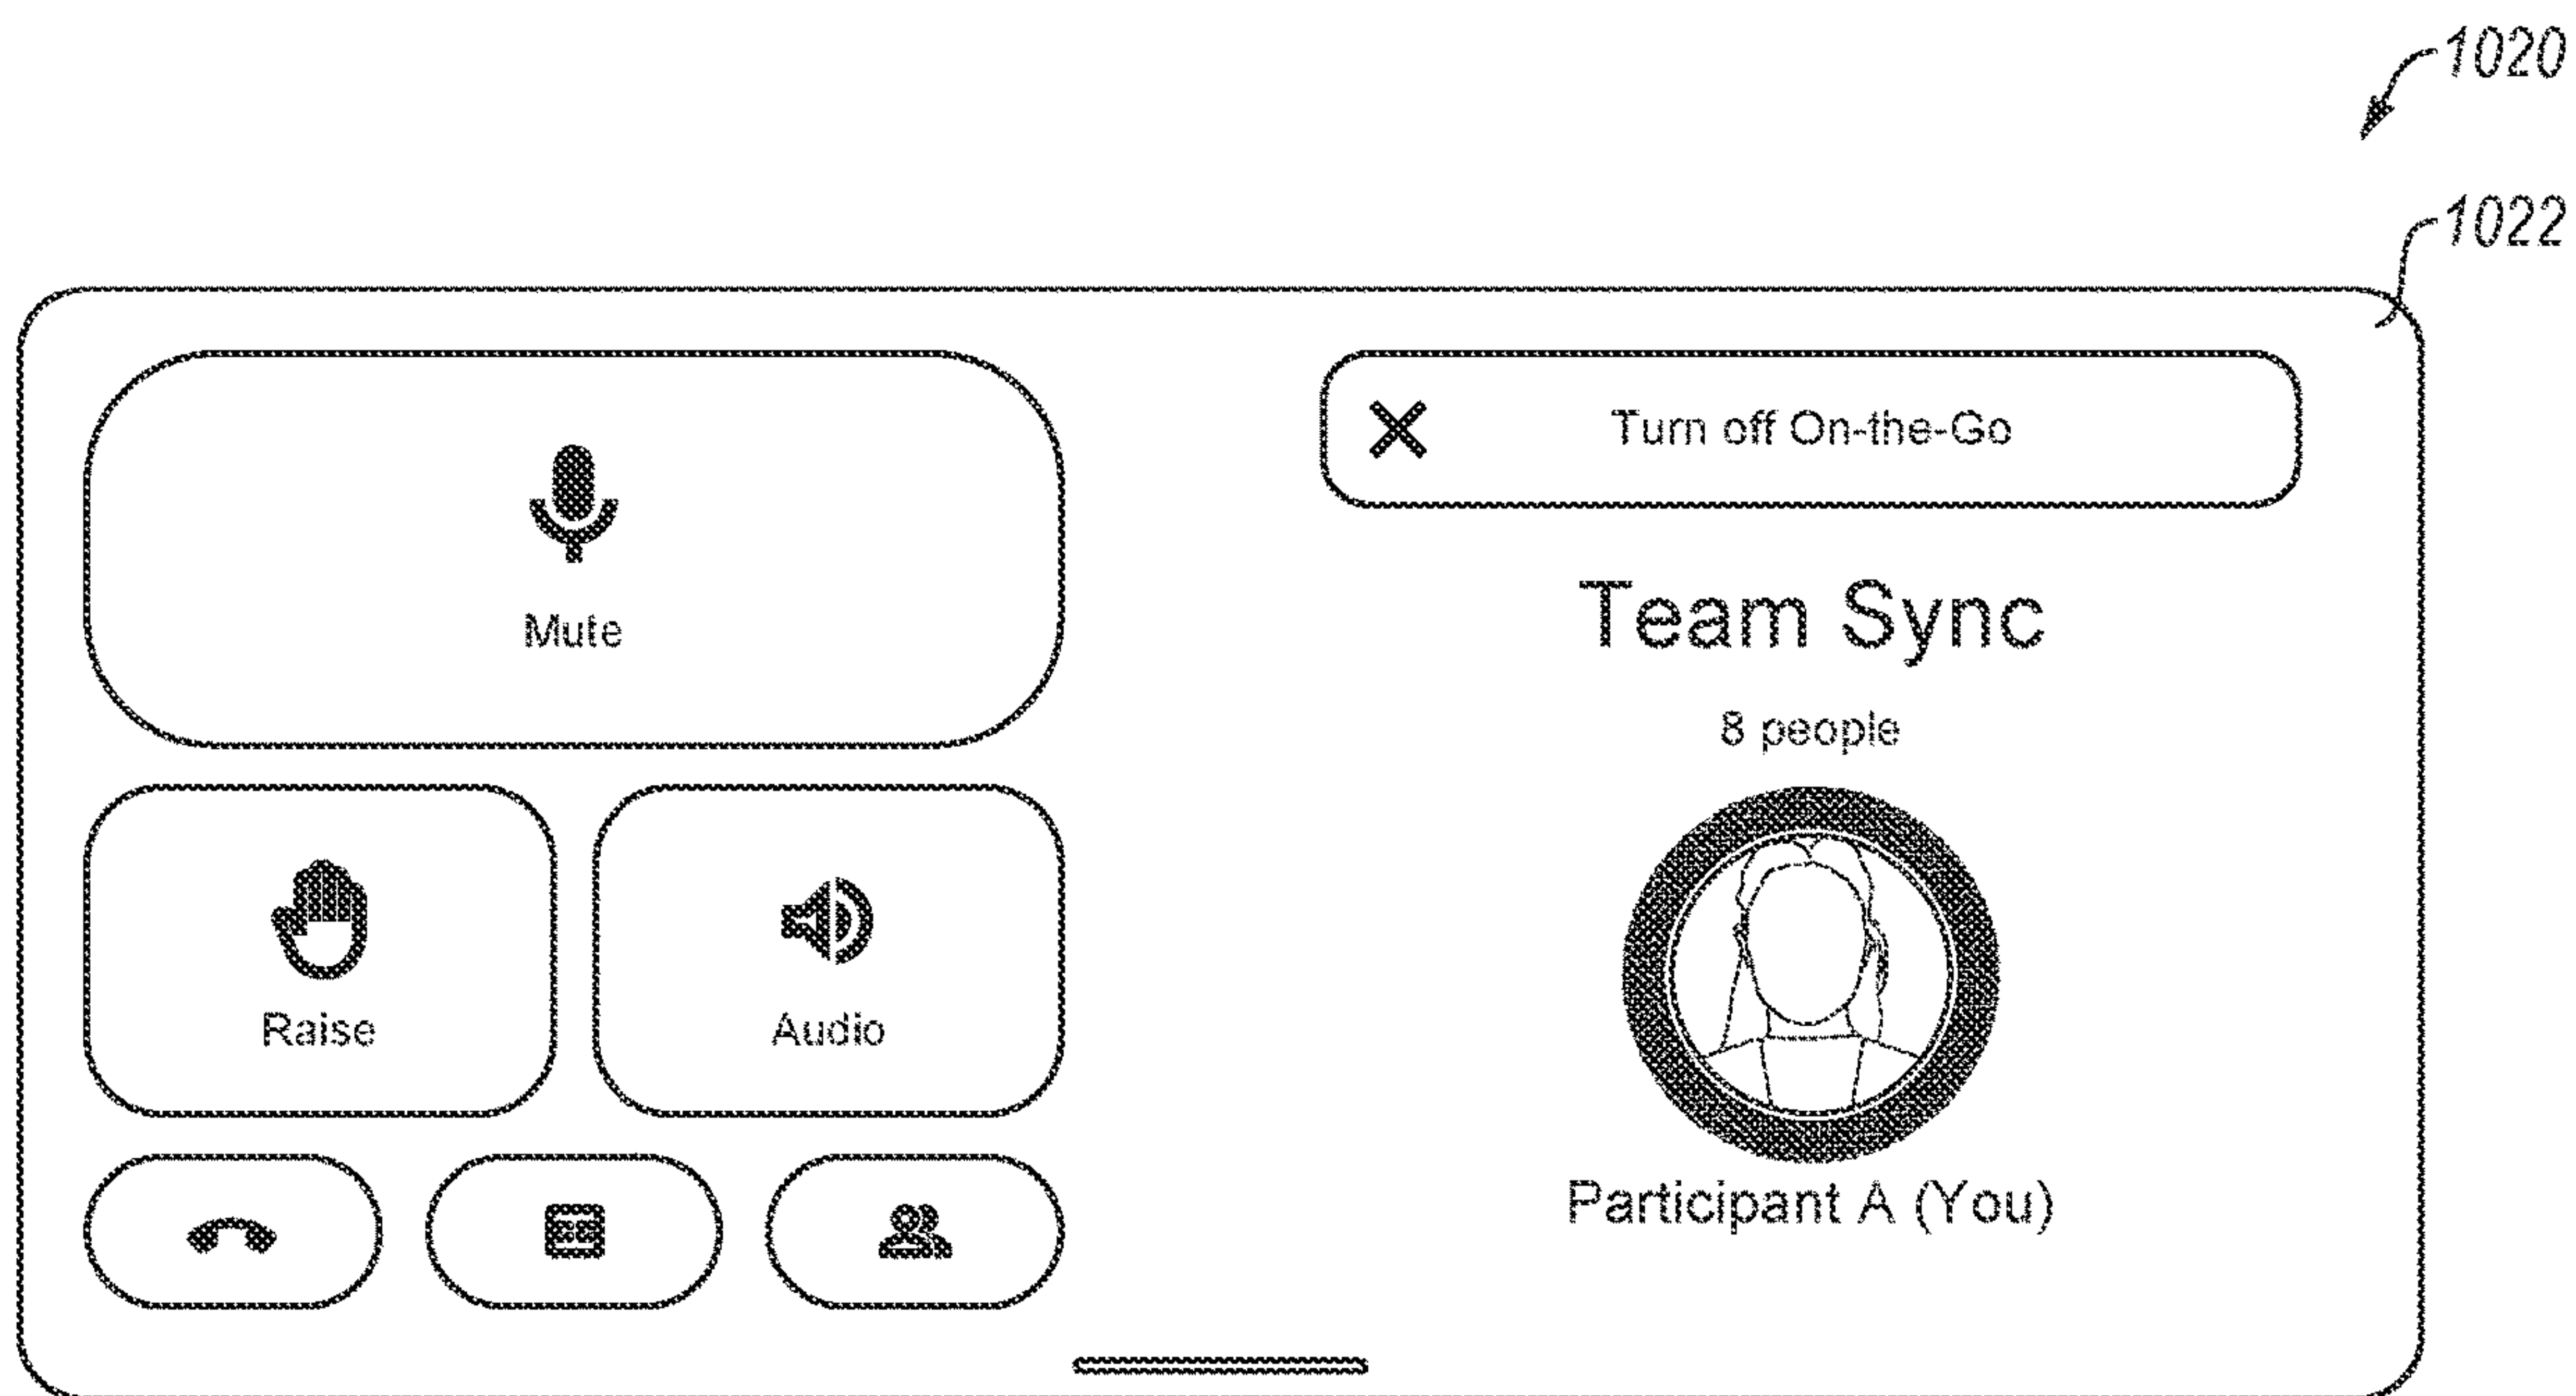 1020
1022
Turn off On-the-Go
Mute
Team Sync
8 people
Raise
Audio
Participant A (You)